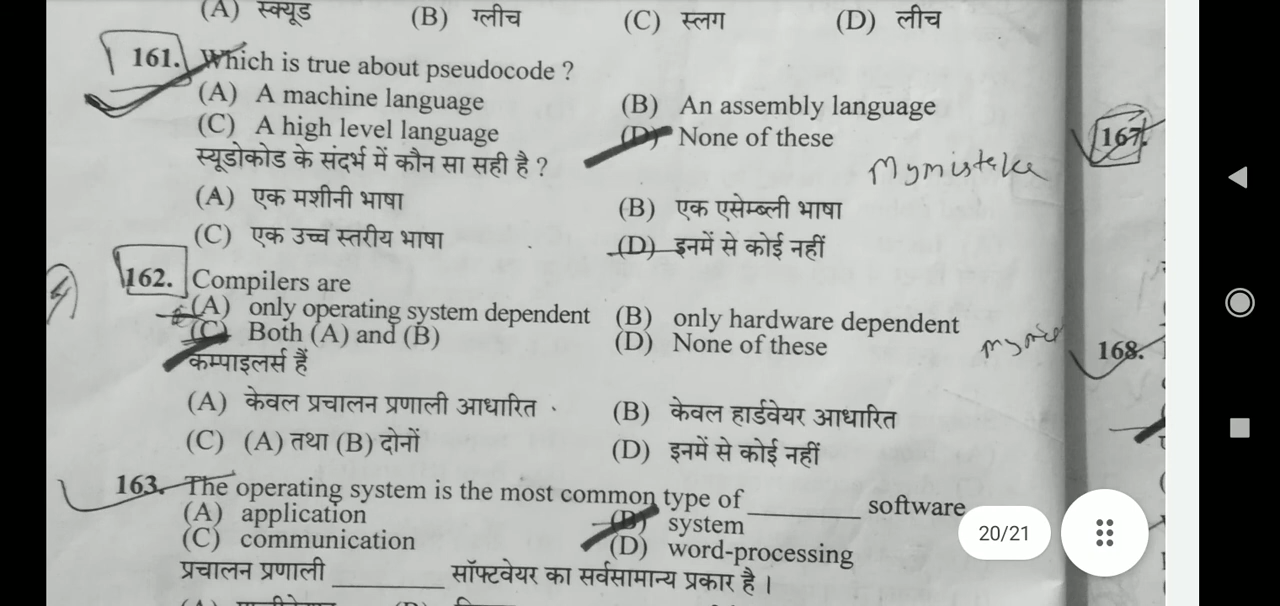 (A) स्क्यूड (B) ग्लीच (C) स्लग (D) लीच
161. Which is true about pseudocode ?
(A) A machine language (B) An assembly language
(C) A high level language (D) None of these
स्यूडोकोड के संदर्भ में कौन सा सही है ?
My mistake
167.
(A) एक मशीनी भाषा (B) एक एसेम्ब्ली भाषा
(C) एक उच्च स्तरीय भाषा (D) इनमें से कोई नहीं
162. Compilers are
(A) only operating system dependent (B) only hardware dependent
(C) Both (A) and (B) (D) None of these
168.
कम्पाइलर्स हैं
(A) केवल प्रचालन प्रणाली आधारित (B) केवल हार्डवेयर आधारित
(C) (A) तथा (B) दोनों (D) इनमें से कोई नहीं
163. The operating system is the most common type of ________ software
(A) application (B) system
(C) communication (D) word-processing
20/21
प्रचालन प्रणाली ________ सॉफ्टवेयर का सर्वसामान्य प्रकार है ।